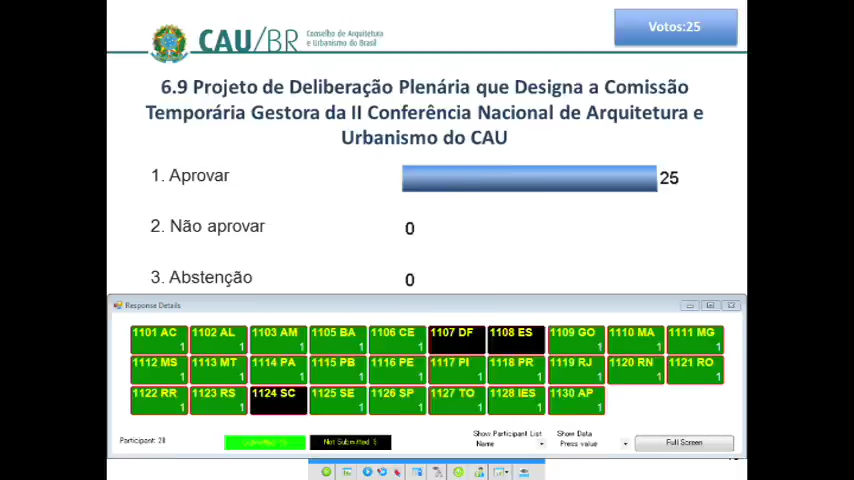 CAU/BR Conselho de Arquitetura
e Urbanismo do Brasil
Votos:25
6.9 Projeto de Deliberação Plenária que Designa a Comissão
Temporária Gestora da II Conferência Nacional de Arquitetura e
Urbanismo do CAU
1. Aprovar 25
2. Não aprovar 0
3. Abstenção 0
Response Details
1101 AC 1102 AL 1103 AM 1105 BA 1106 CE 1107 DF 1108 ES 1109 GO 1110 MA 1111 MG
1 1 1 1 1 1 1 1
1112 MS 1113 MT 1114 PA 1115 PB 1116 PE 1117 PI 1118 PR 1119 RJ 1120 RN 1121 RO
1 1 1 1 1 1 1 1 1 1
1122 RR 1123 RS 1124 SC 1125 SE 1126 SP 1127 TO 1128 IES 1130 AP
1 1 1 1 1 1 1
Participant: 28
Not Submitted
Show Participant List
Name
Show Data
Press value
Full Screen